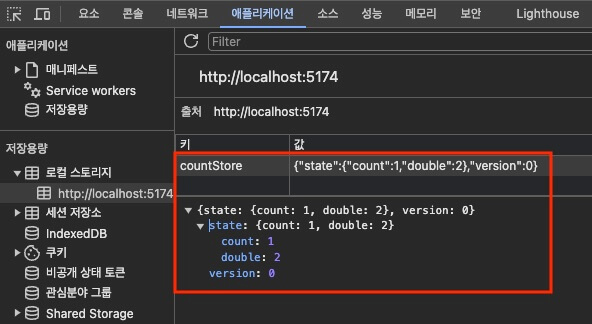 요소 콘솔 네트워크 애플리케이션 소스 성능 메모리 보고서 Lighthouse
애플리케이션
매니페스트
Service workers
저장용량
저장용량
로컬 스토리지
http://localhost:5174
세션 저장소
IndexedDB
쿠키
비공개 상태 토큰
관심분야 그룹
Shared Storage
Filter
http://localhost:5174
출처 http://localhost:5174
키 값
countStore {"state":{"count":1,"double":2},"version":0}
{state: {count: 1, double: 2}, version: 0}
state: {count: 1, double: 2}
count: 1
double: 2
version: 0